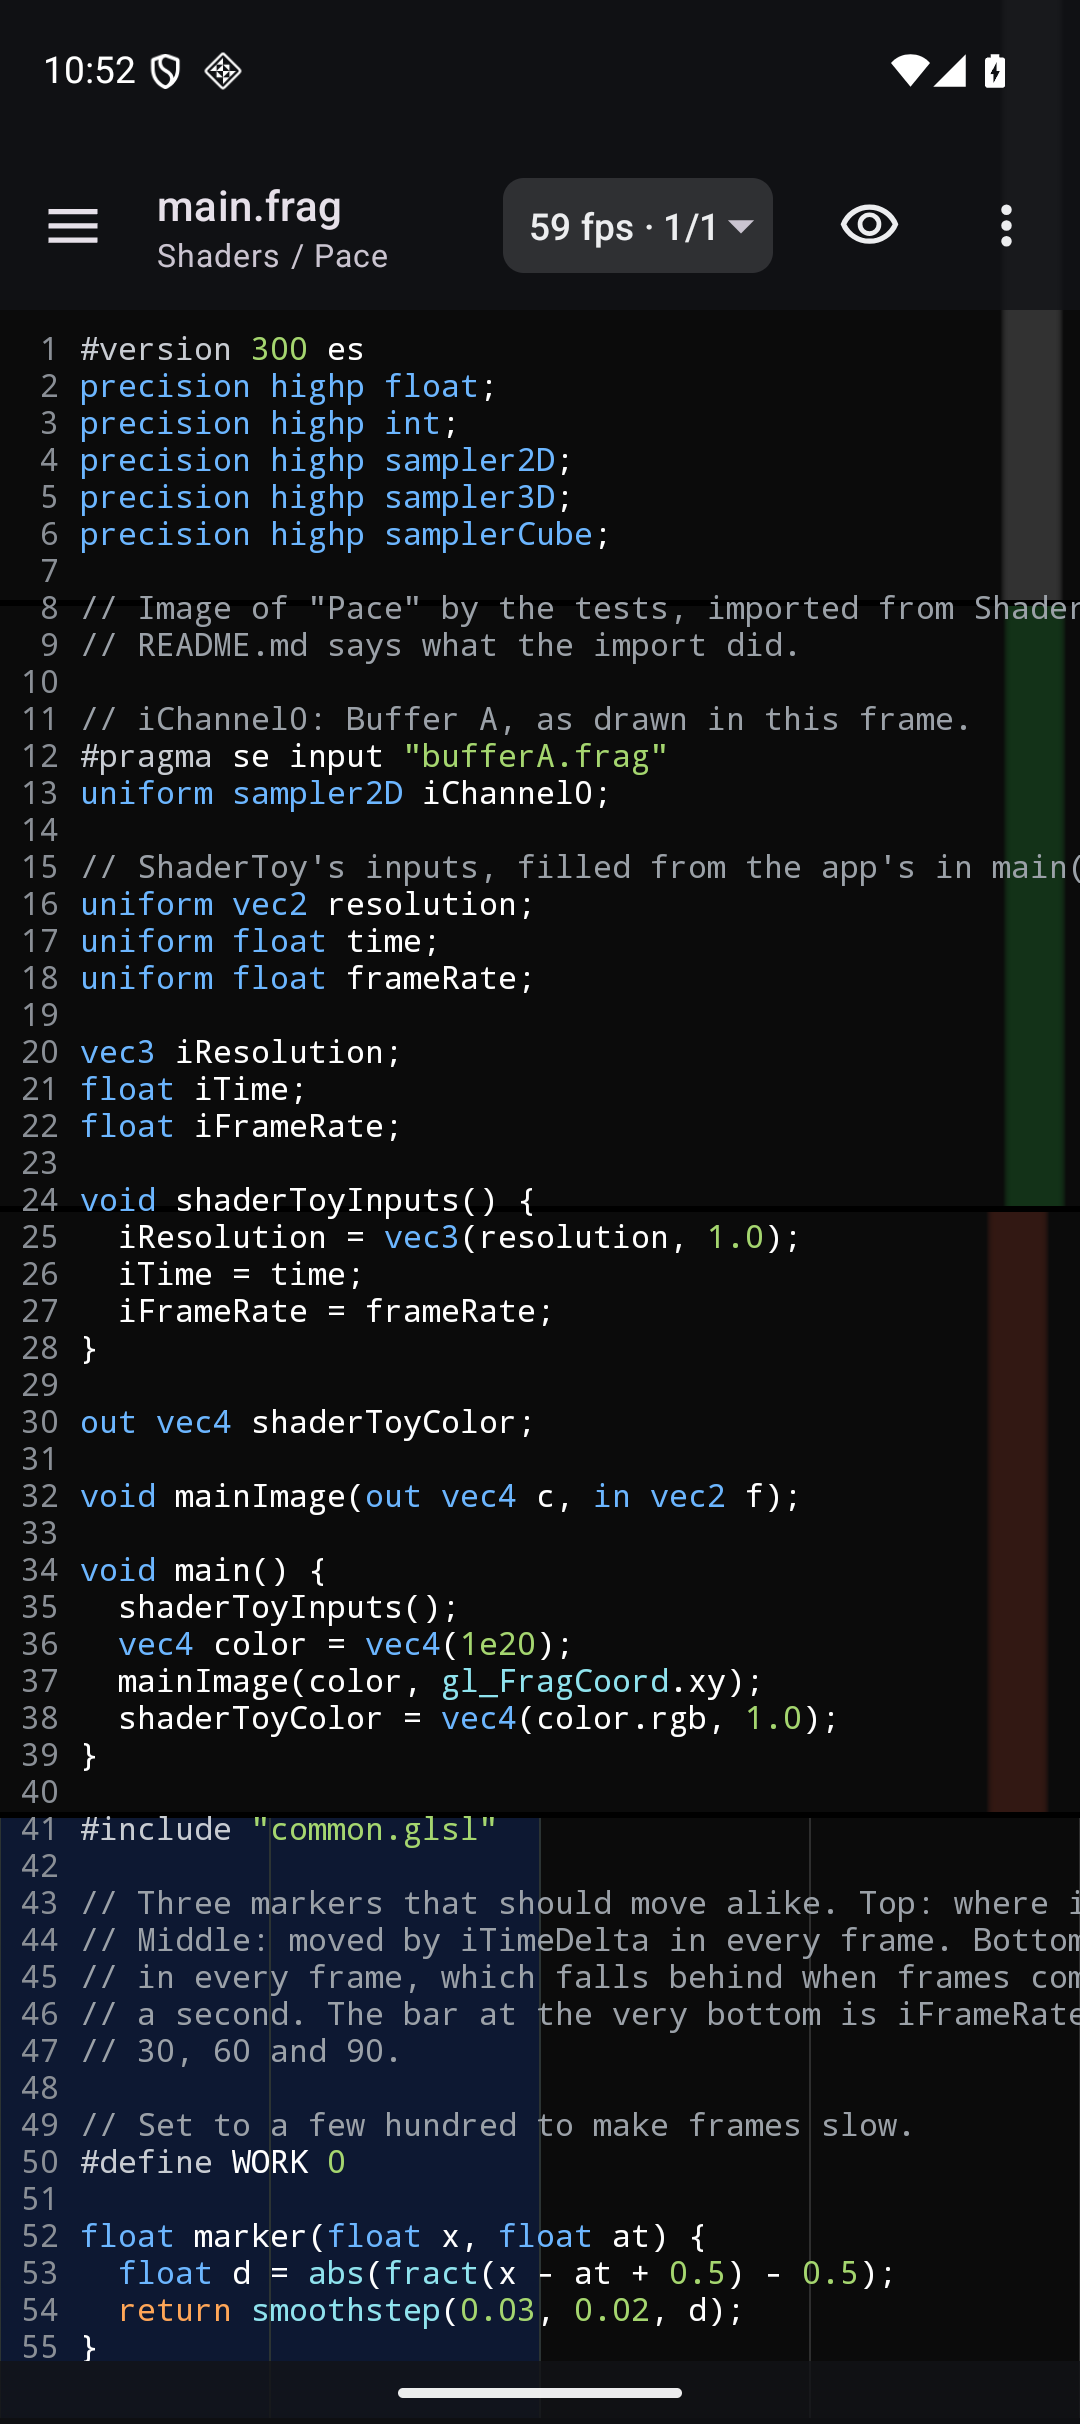 10:52
main.frag
Shaders / Pace
59 fps · 1/1
1 #version 300 es
2 precision highp float;
3 precision highp int;
4 precision highp sampler2D;
5 precision highp sampler3D;
6 precision highp samplerCube;
7
8 // Image of "Pace" by the tests, imported from Shader
9 // README.md says what the import did.
10
11 // iChannel0: Buffer A, as drawn in this frame.
12 #pragma se input "bufferA.frag"
13 uniform sampler2D iChannel0;
14
15 // ShaderToy's inputs, filled from the app's in main(
16 uniform vec2 resolution;
17 uniform float time;
18 uniform float frameRate;
19
20 vec3 iResolution;
21 float iTime;
22 float iFrameRate;
23
24 void shaderToyInputs() {
25   iResolution = vec3(resolution, 1.0);
26   iTime = time;
27   iFrameRate = frameRate;
28 }
29
30 out vec4 shaderToyColor;
31
32 void mainImage(out vec4 c, in vec2 f);
33
34 void main() {
35   shaderToyInputs();
36   vec4 color = vec4(1e20);
37   mainImage(color, gl_FragCoord.xy);
38   shaderToyColor = vec4(color.rgb, 1.0);
39 }
40
41 #include "common.glsl"
42
43 // Three markers that should move alike. Top: where i
44 // Middle: moved by iTimeDelta in every frame. Bottom
45 // in every frame, which falls behind when frames com
46 // a second. The bar at the very bottom is iFrameRate
47 // 30, 60 and 90.
48
49 // Set to a few hundred to make frames slow.
50 #define WORK 0
51
52 float marker(float x, float at) {
53   float d = abs(fract(x - at + 0.5) - 0.5);
54   return smoothstep(0.03, 0.02, d);
55 }